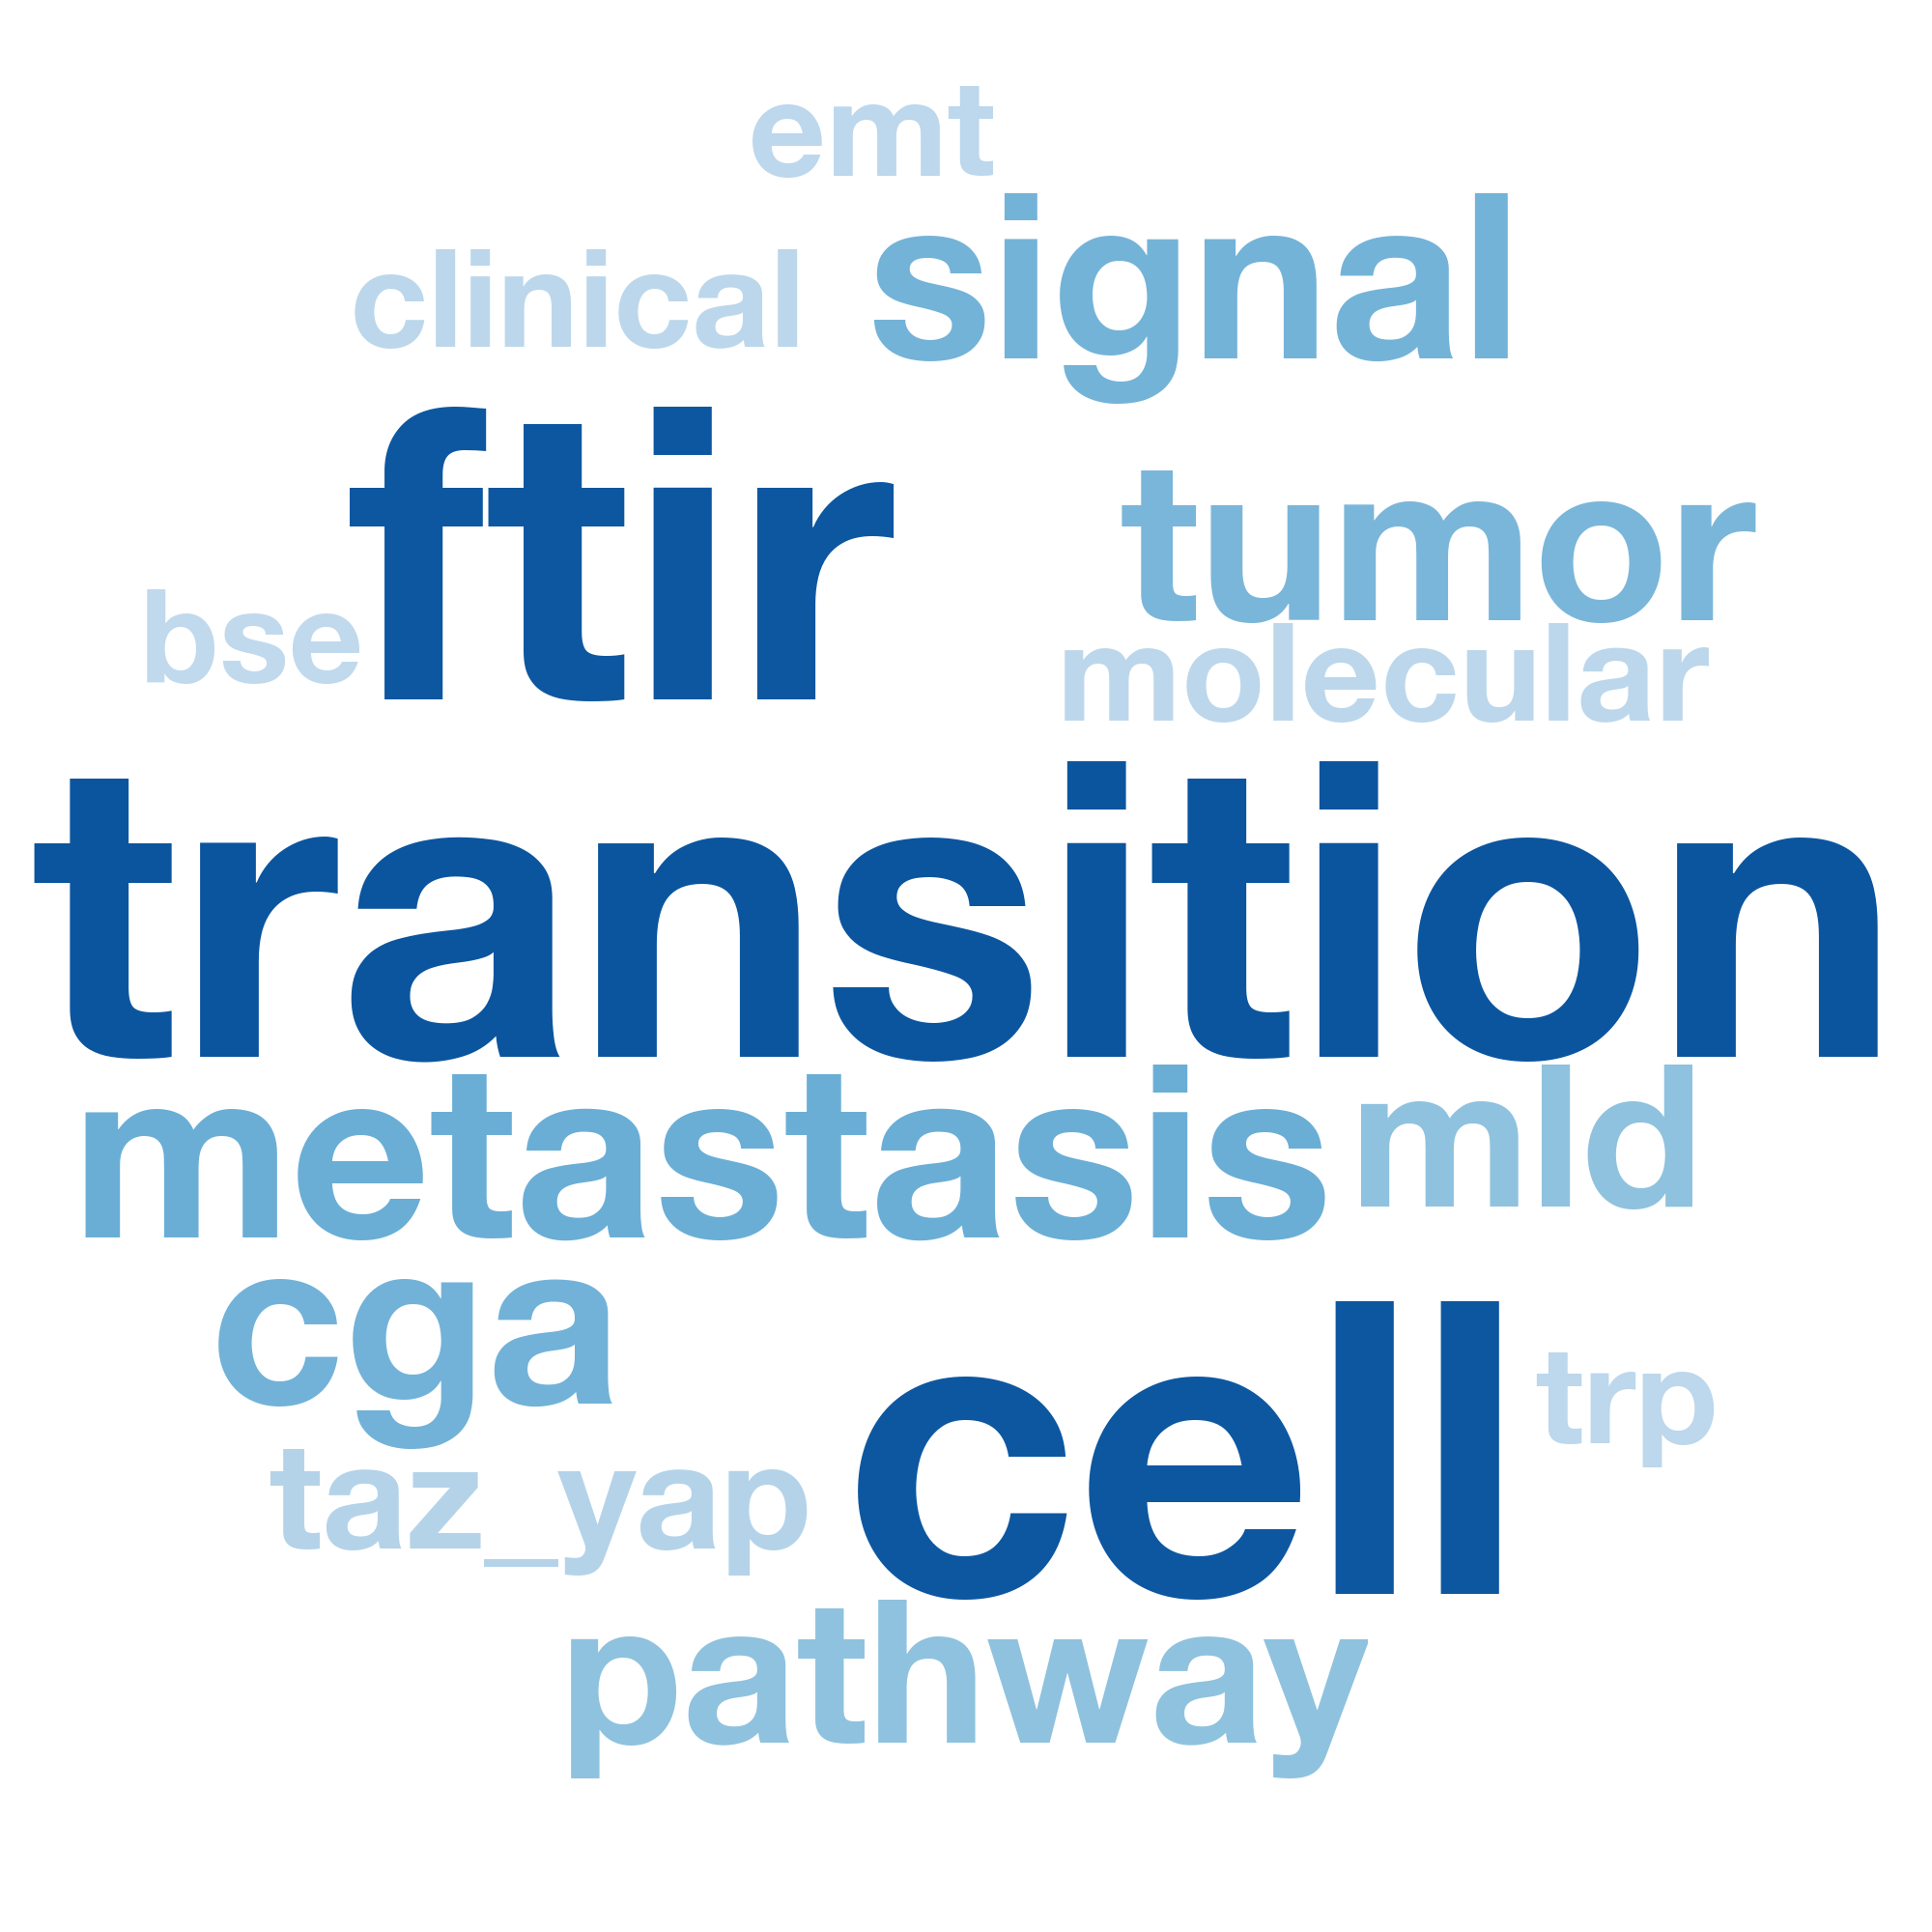 emt
clinical signal
ftir tumor
bse molecular
transition
metastasis mld
cga
cell trp
taz_yap
pathway